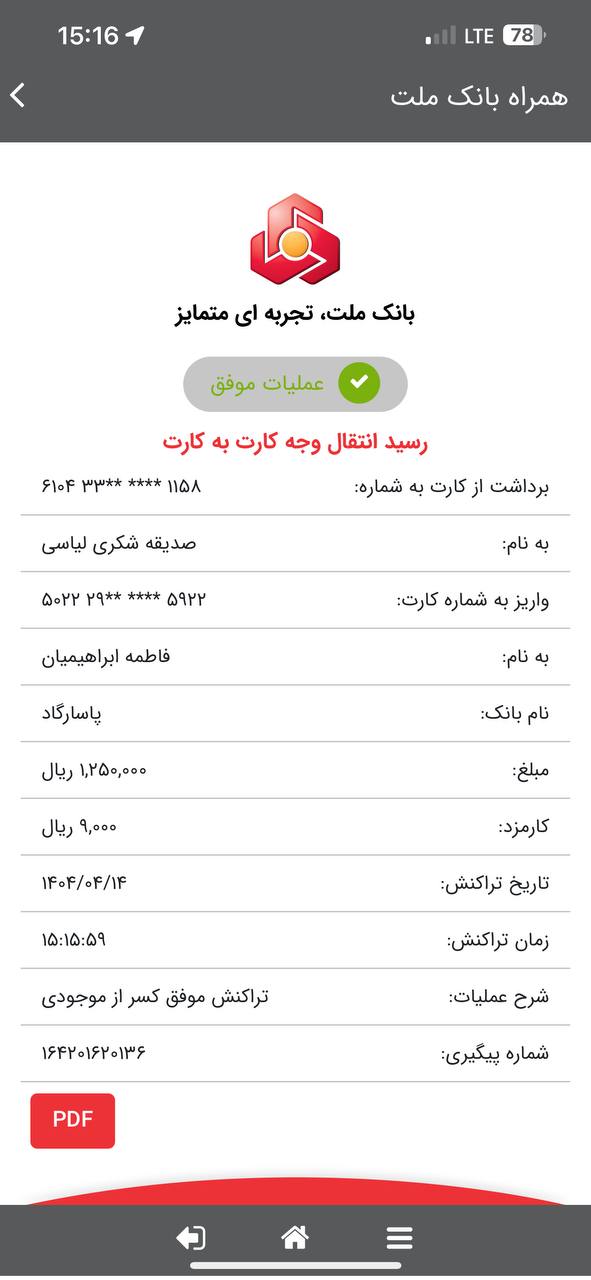 15:16
LTE 78
همراه بانک ملت
بانک ملت، تجربه ای متمایز
عملیات موفق
رسید انتقال وجه کارت به کارت
برداشت از کارت به شماره: ۶۱۰۴ ۳۳** **** ۱۱۵۸
به نام: صدیقه شکری لیاسی
واریز به شماره کارت: ۵۰۲۲ ۲۹** **** ۵۹۲۲
به نام: فاطمه ابراهیمیان
نام بانک: پاسارگاد
مبلغ: ۱,۲۵۰,۰۰۰ ریال
کارمزد: ۹,۰۰۰ ریال
تاریخ تراکنش: ۱۴۰۴/۰۴/۱۴
زمان تراکنش: ۱۵:۱۵:۵۹
شرح عملیات: تراکنش موفق کسر از موجودی
شماره پیگیری: ۱۶۴۲۰۱۶۲۰۱۳۶
PDF